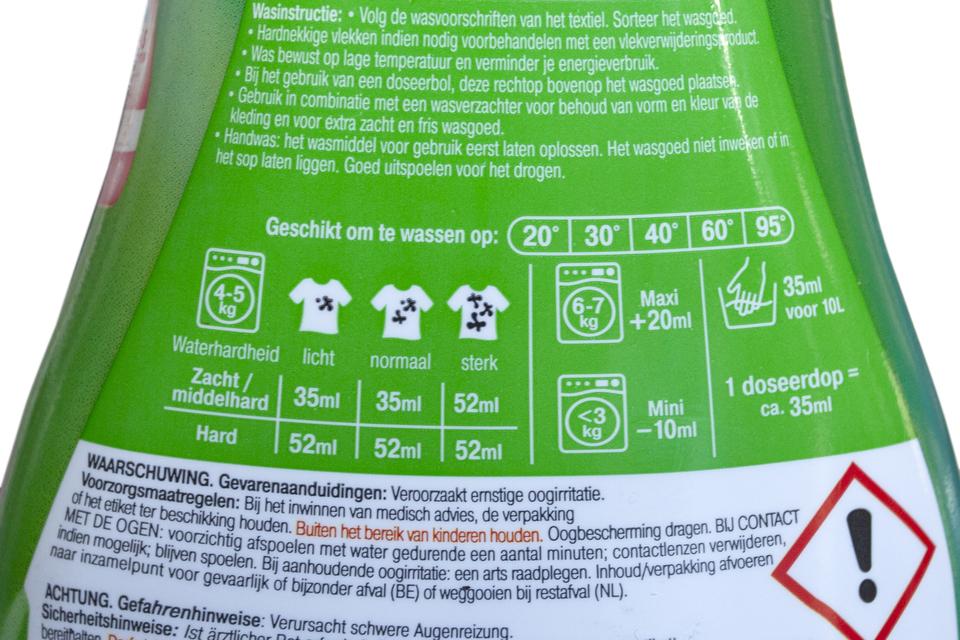 Wasinstructie: • Volg de wasvoorschriften van het textiel. Sorteer het wasgoed.
• Hardnekkige vlekken indien nodig voorbehandelen met een vlekverwijderingsproduct.
• Was bewust op lage temperatuur en verminder je energieverbruik.
• Bij het gebruik van een doseerbol, deze rechtop bovenop het wasgoed plaatsen.
• Gebruik in combinatie met een wasverzachter voor behoud van vorm en kleur van de
kleding en voor extra zacht en fris wasgoed.
• Handwas: het wasmiddel voor gebruik eerst laten oplossen. Het wasgoed niet inweken of in
het sop laten liggen. Goed uitspoelen voor het drogen.
Geschikt om te wassen op: 20° 30° 40° 60° 95°
4-5
kg
Waterhardheid licht normaal sterk
Zacht /
middelhard 35ml 35ml 52ml
Hard 52ml 52ml 52ml
6-7
kg
Maxi
+20ml
<3
kg
Mini
–10ml
35ml
voor 10L
1 doseerdop =
ca. 35ml
WAARSCHUWING. Gevarenaanduidingen: Veroorzaakt ernstige oogirritatie.
Voorzorgsmaatregelen: Bij het inwinnen van medisch advies, de verpakking
of het etiket ter beschikking houden. Buiten het bereik van kinderen houden. Oogbescherming dragen. BIJ CONTACT
MET DE OGEN: voorzichtig afspoelen met water gedurende een aantal minuten; contactlenzen verwijderen,
indien mogelijk; blijven spoelen. Bij aanhoudende oogirritatie: een arts raadplegen. Inhoud/verpakking afvoeren
naar inzamelpunt voor gevaarlijk of bijzonder afval (BE) of weggooien bij restafval (NL).
ACHTUNG. Gefahrenhinweise: Verursacht schwere Augenreizung.
Sicherheitshinweise: Ist ärztlicher Rat
bereithalten.